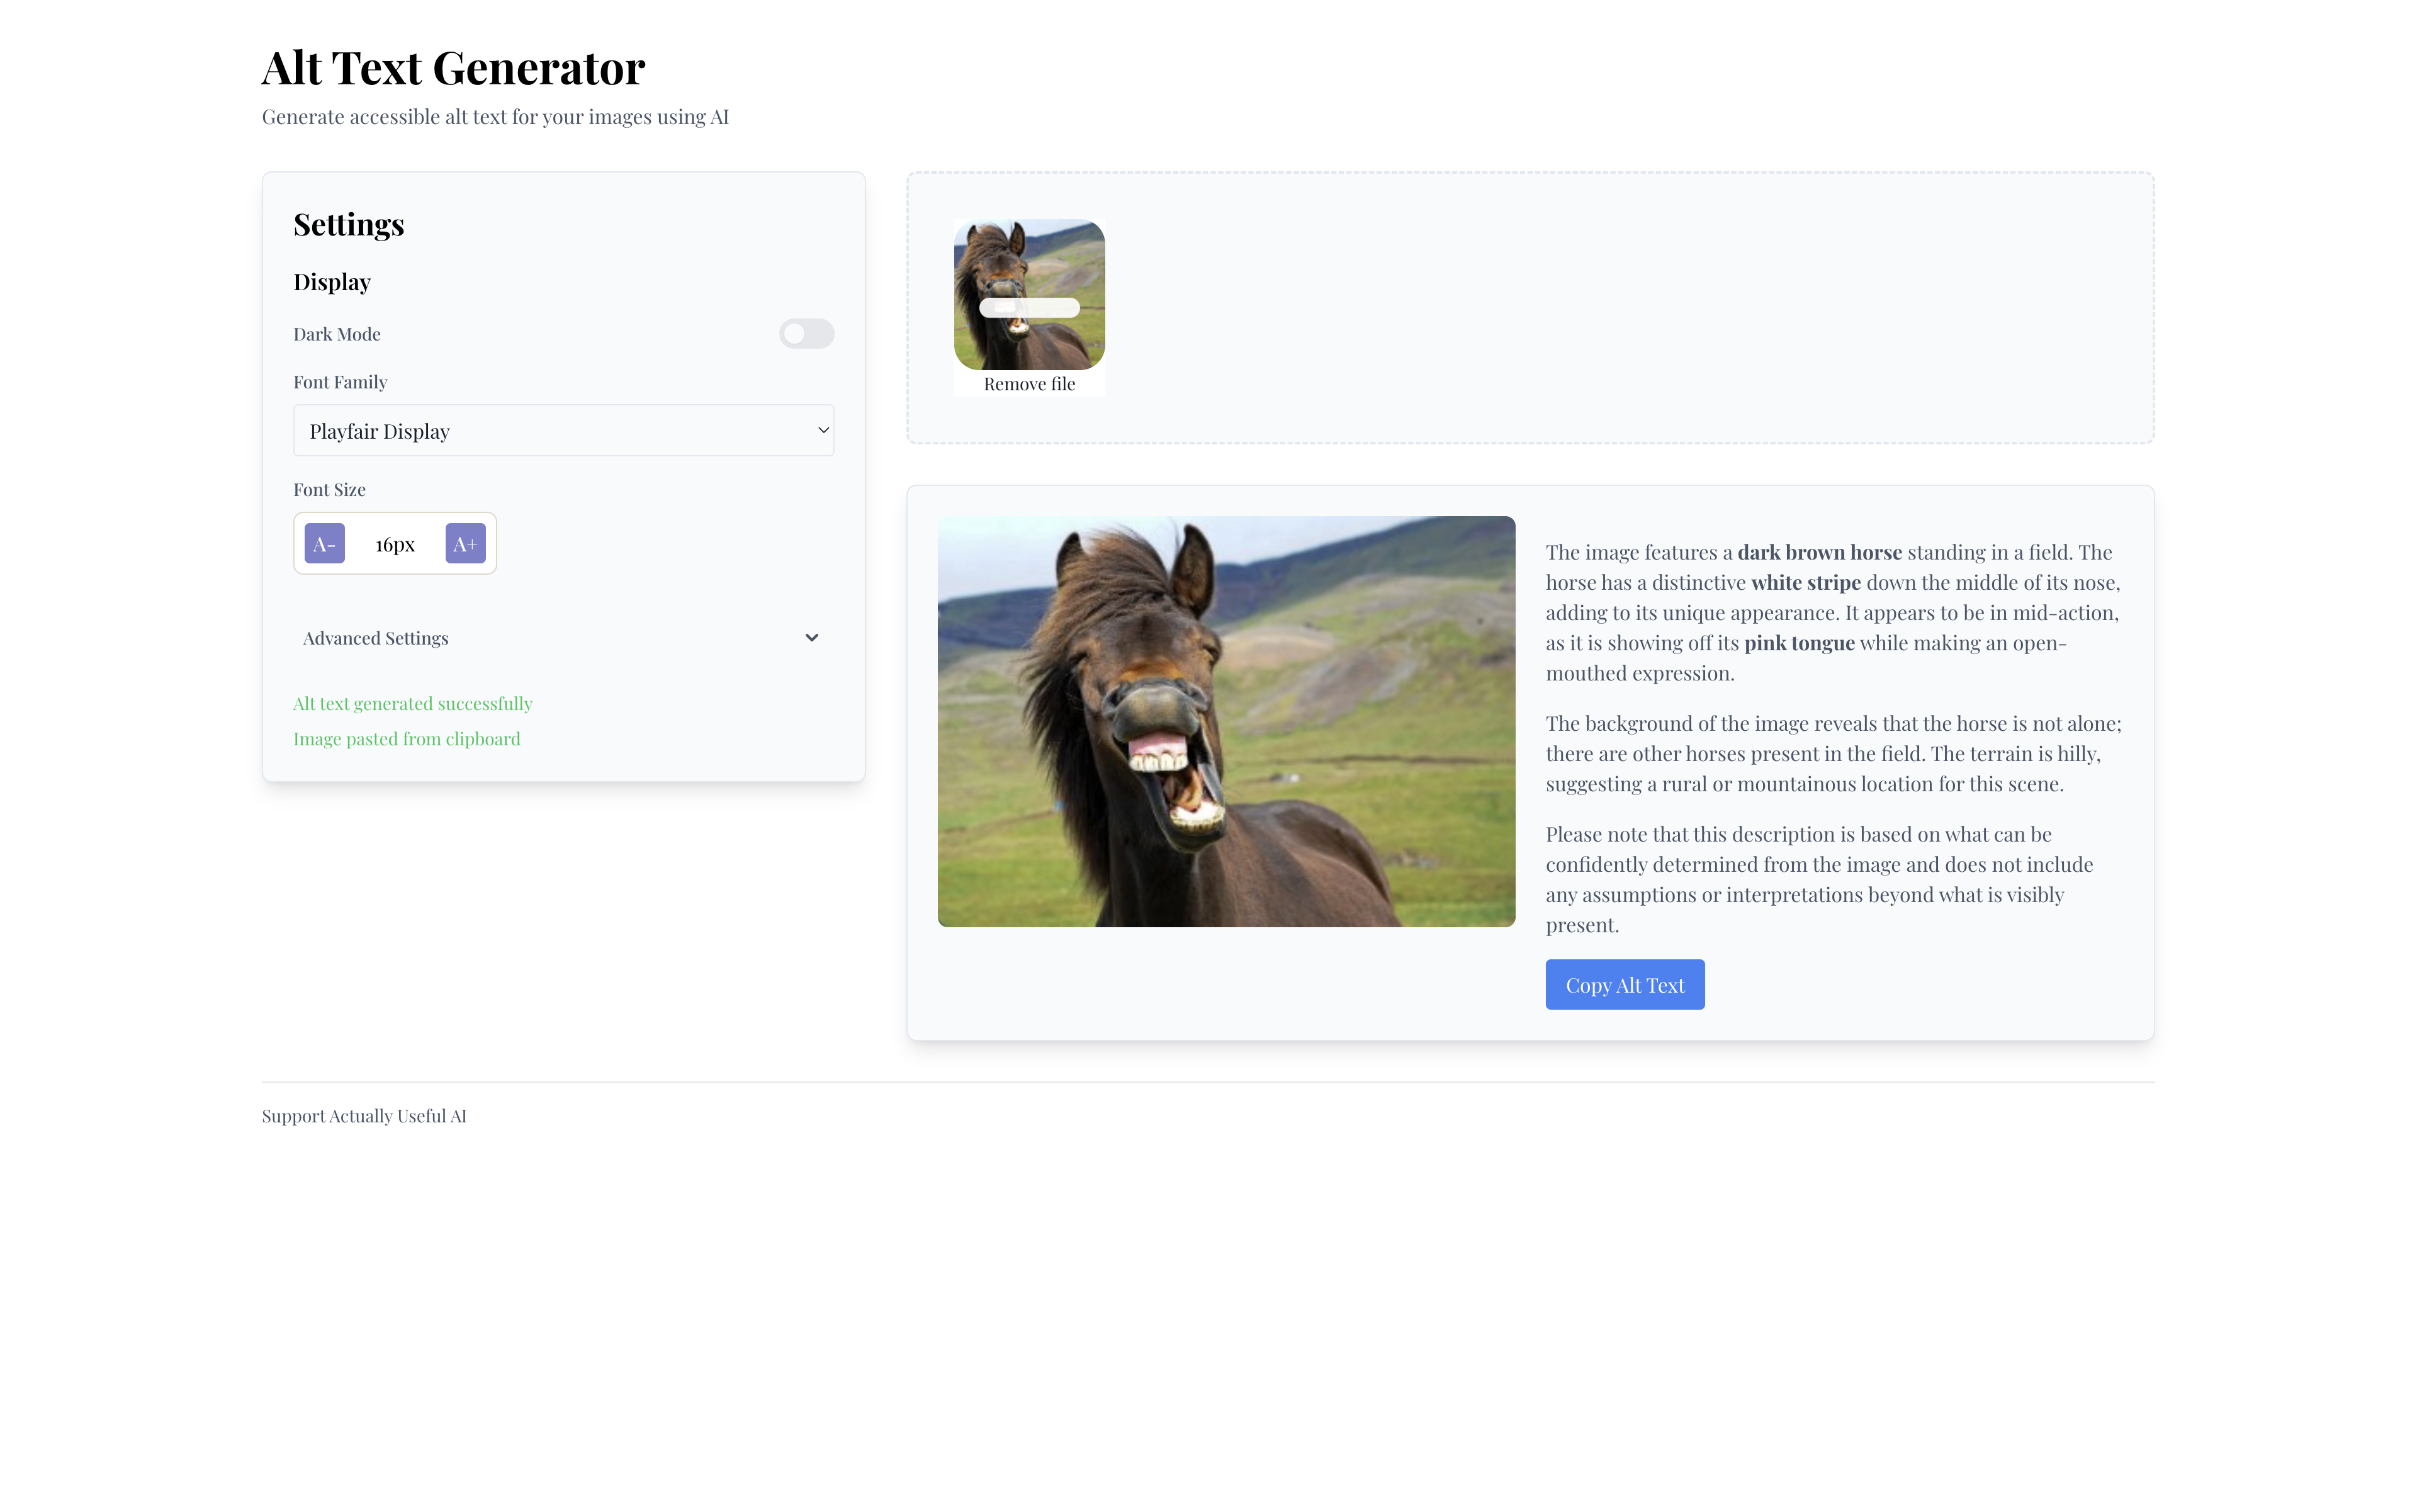 Alt Text Generator
Generate accessible alt text for your images using AI
Settings
Display
Dark Mode
Font Family
Playfair Display
Font Size
A-
16px
A+
Advanced Settings
Alt text generated successfully
Image pasted from clipboard
Remove file
The image features a dark brown horse standing in a field. The
horse has a distinctive white stripe down the middle of its nose,
adding to its unique appearance. It appears to be in mid-action,
as it is showing off its pink tongue while making an open-
mouthed expression.
The background of the image reveals that the horse is not alone;
there are other horses present in the field. The terrain is hilly,
suggesting a rural or mountainous location for this scene.
Please note that this description is based on what can be
confidently determined from the image and does not include
any assumptions or interpretations beyond what is visibly
present.
Copy Alt Text
Support Actually Useful AI